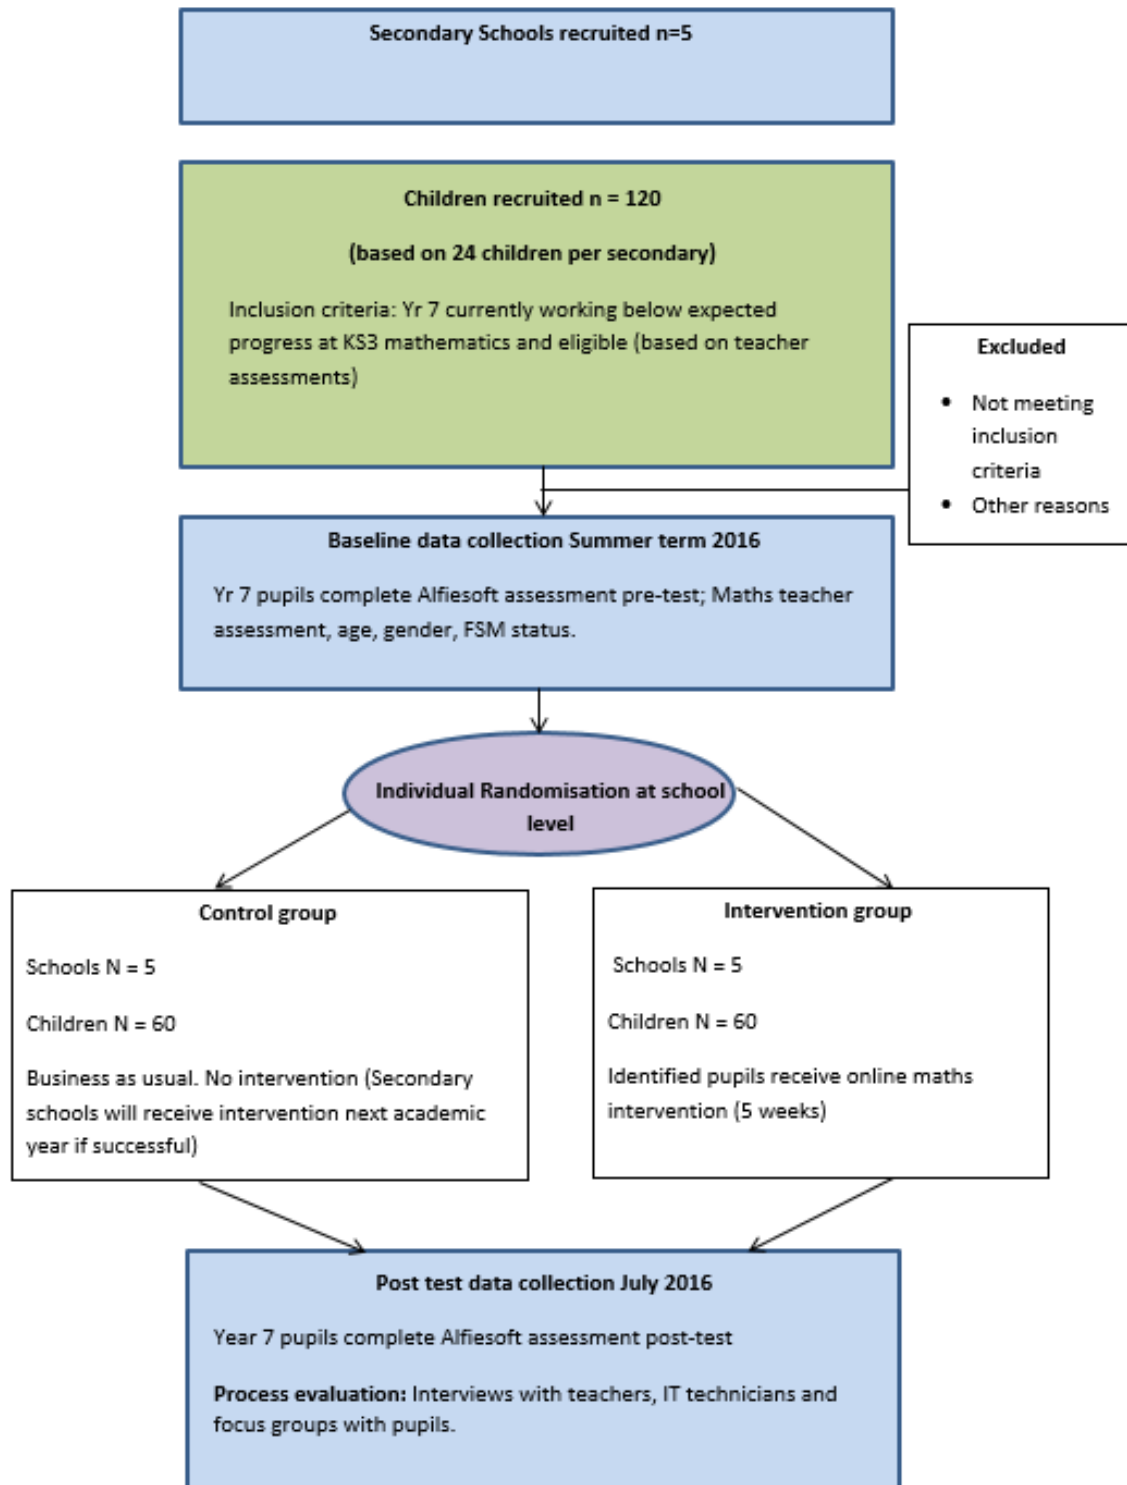 Secondary Schools recruited n=5
Children recruited n = 120
(based on 24 children per secondary)
Inclusion criteria: Yr 7 currently working below expected
progress at KS3 mathematics and eligible (based on teacher
assessments)
Excluded
• Not meeting
inclusion
criteria
• Other reasons
Baseline data collection Summer term 2016
Yr 7 pupils complete Alfiesoft assessment pre-test; Maths teacher
assessment, age, gender, FSM status.
Individual Randomisation at school
level
Control group
Schools N = 5
Children N = 60
Business as usual. No intervention (Secondary
schools will receive intervention next academic
year if successful)
Intervention group
Schools N = 5
Children N = 60
Identified pupils receive online maths
intervention (5 weeks)
Post test data collection July 2016
Year 7 pupils complete Alfiesoft assessment post-test
Process evaluation: Interviews with teachers, IT technicians and
focus groups with pupils.